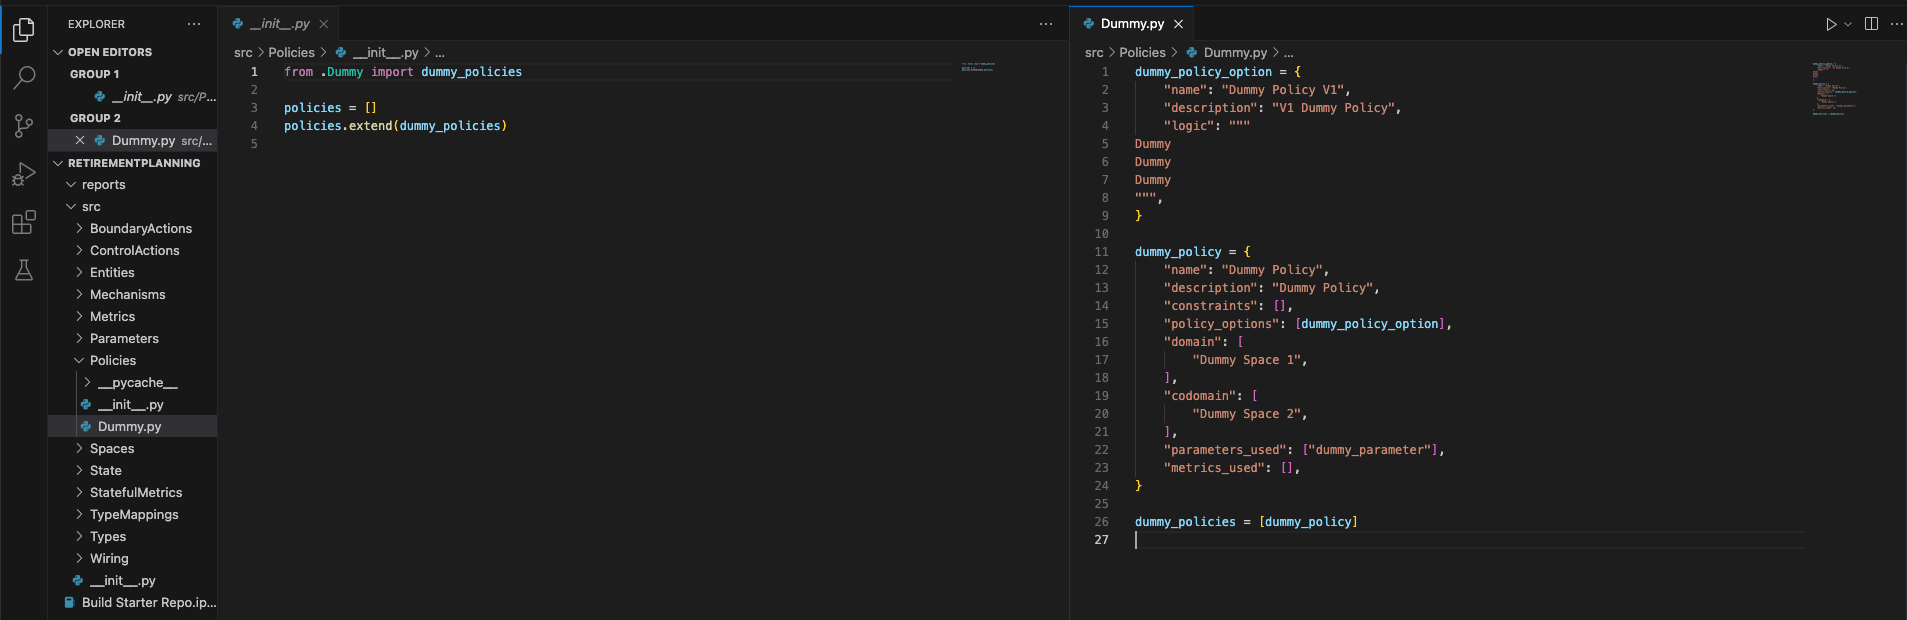 EXPLORER
OPEN EDITORS
GROUP 1
__init__.py src/P...
GROUP 2
Dummy.py src/...
RETIREMENTPLANNING
reports
src
BoundaryActions
ControlActions
Entities
Mechanisms
Metrics
Parameters
Policies
__pycache__
__init__.py
Dummy.py
Spaces
State
StatefulMetrics
TypeMappings
Types
Wiring
__init__.py
Build Starter Repo.ip...
__init__.py
src > Policies > __init__.py > ...
1 from .Dummy import dummy_policies
2
3 policies = []
4 policies.extend(dummy_policies)
5
Dummy.py
src > Policies > Dummy.py > ...
1 dummy_policy_option = {
2     "name": "Dummy Policy V1",
3     "description": "V1 Dummy Policy",
4     "logic": """
5 Dummy
6 Dummy
7 Dummy
8 """,
9 }
10
11 dummy_policy = {
12     "name": "Dummy Policy",
13     "description": "Dummy Policy",
14     "constraints": [],
15     "policy_options": [dummy_policy_option],
16     "domain": [
17         "Dummy Space 1",
18     ],
19     "codomain": [
20         "Dummy Space 2",
21     ],
22     "parameters_used": ["dummy_parameter"],
23     "metrics_used": [],
24 }
25
26 dummy_policies = [dummy_policy]
27